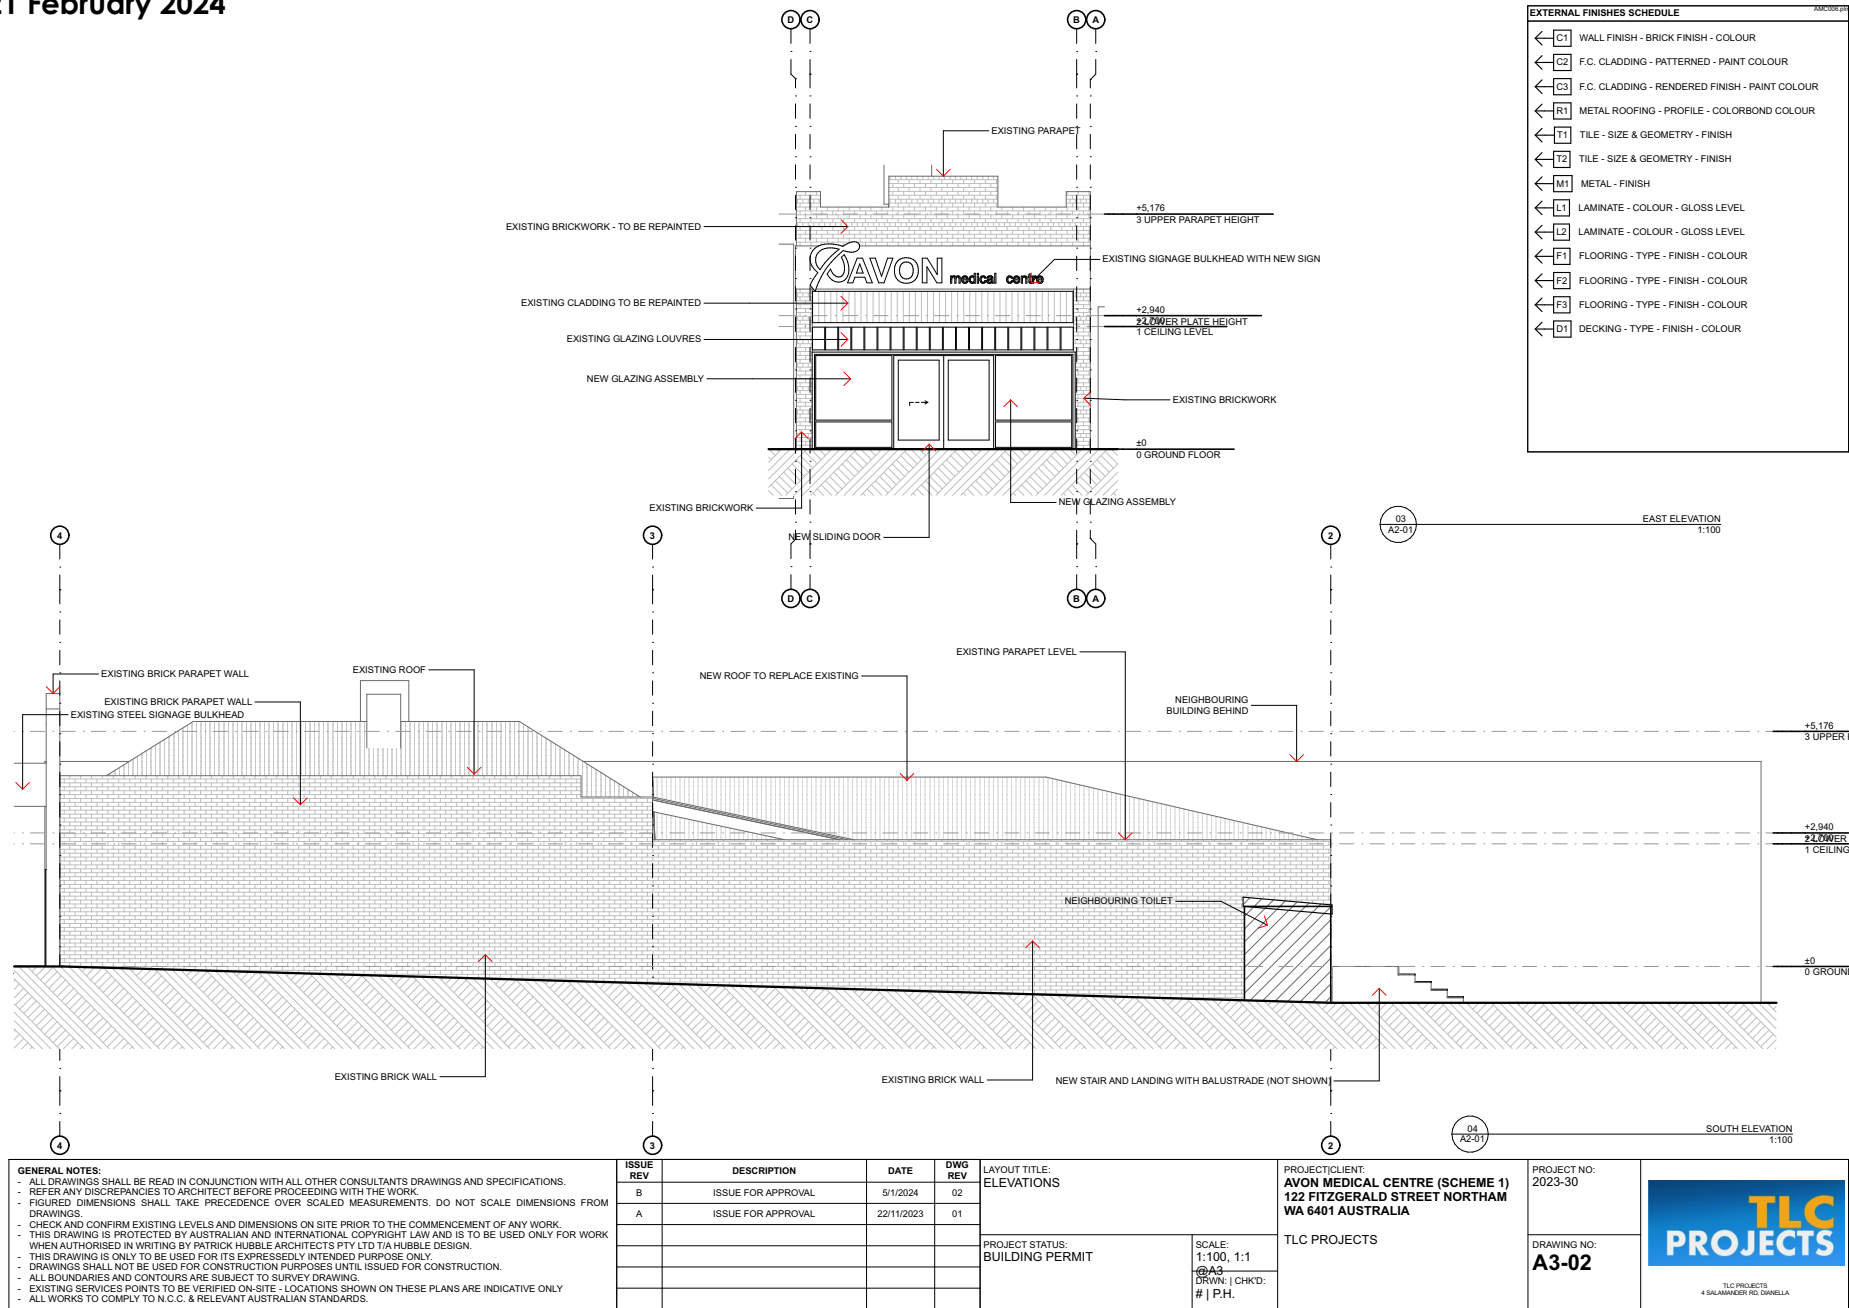 21 February 2024
D C B A
EXISTING PARAPET
EXISTING BRICKWORK - TO BE REPAINTED
+5,176
3 UPPER PARAPET HEIGHT
AVON medical centre
EXISTING SIGNAGE BULKHEAD WITH NEW SIGN
EXISTING CLADDING TO BE REPAINTED
+2,940
2 LOWER PLATE HEIGHT
1 CEILING LEVEL
EXISTING GLAZING LOUVRES
NEW GLAZING ASSEMBLY
EXISTING BRICKWORK
±0
0 GROUND FLOOR
EXISTING BRICKWORK
NEW GLAZING ASSEMBLY
NEW SLIDING DOOR
D C B A
EXTERNAL FINISHES SCHEDULE
AMC006.pln
C1 WALL FINISH - BRICK FINISH - COLOUR
C2 F.C. CLADDING - PATTERNED - PAINT COLOUR
C3 F.C. CLADDING - RENDERED FINISH - PAINT COLOUR
R1 METAL ROOFING - PROFILE - COLORBOND COLOUR
T1 TILE - SIZE & GEOMETRY - FINISH
T2 TILE - SIZE & GEOMETRY - FINISH
M1 METAL - FINISH
L1 LAMINATE - COLOUR - GLOSS LEVEL
L2 LAMINATE - COLOUR - GLOSS LEVEL
F1 FLOORING - TYPE - FINISH - COLOUR
F2 FLOORING - TYPE - FINISH - COLOUR
F3 FLOORING - TYPE - FINISH - COLOUR
D1 DECKING - TYPE - FINISH - COLOUR
03
A2-01
EAST ELEVATION
1:100
4 3 2
EXISTING BRICK PARAPET WALL
EXISTING BRICK PARAPET WALL
EXISTING STEEL SIGNAGE BULKHEAD
EXISTING ROOF
NEW ROOF TO REPLACE EXISTING
EXISTING PARAPET LEVEL
NEIGHBOURING
BUILDING BEHIND
+5,176
3 UPPER
+2,940
2 LOWER
1 CEILING
NEIGHBOURING TOILET
±0
0 GROUND
EXISTING BRICK WALL
EXISTING BRICK WALL
NEW STAIR AND LANDING WITH BALUSTRADE (NOT SHOWN)
4 3 2
04
A2-01
SOUTH ELEVATION
1:100
GENERAL NOTES:
- ALL DRAWINGS SHALL BE READ IN CONJUNCTION WITH ALL OTHER CONSULTANTS DRAWINGS AND SPECIFICATIONS.
- REFER ANY DISCREPANCIES TO ARCHITECT BEFORE PROCEEDING WITH THE WORK.
- FIGURED DIMENSIONS SHALL TAKE PRECEDENCE OVER SCALED MEASUREMENTS. DO NOT SCALE DIMENSIONS FROM
DRAWINGS.
- CHECK AND CONFIRM EXISTING LEVELS AND DIMENSIONS ON SITE PRIOR TO THE COMMENCEMENT OF ANY WORK.
- THIS DRAWING IS PROTECTED BY AUSTRALIAN AND INTERNATIONAL COPYRIGHT LAW AND IS TO BE USED ONLY FOR WORK
WHEN AUTHORISED IN WRITING BY PATRICK HUBBLE ARCHITECTS PTY LTD T/A HUBBLE DESIGN.
- THIS DRAWING IS ONLY TO BE USED FOR ITS EXPRESSEDLY INTENDED PURPOSE ONLY.
- DRAWINGS SHALL NOT BE USED FOR CONSTRUCTION PURPOSES UNTIL ISSUED FOR CONSTRUCTION.
- ALL BOUNDARIES AND CONTOURS ARE SUBJECT TO SURVEY DRAWING.
- EXISTING SERVICES POINTS TO BE VERIFIED ON-SITE - LOCATIONS SHOWN ON THESE PLANS ARE INDICATIVE ONLY
- ALL WORKS TO COMPLY TO N.C.C. & RELEVANT AUSTRALIAN STANDARDS.
ISSUE REV DESCRIPTION DATE DWG REV
B ISSUE FOR APPROVAL 5/1/2024 02
A ISSUE FOR APPROVAL 22/11/2023 01
LAYOUT TITLE:
ELEVATIONS
PROJECT STATUS:
BUILDING PERMIT
SCALE:
1:100, 1:1
@A3
DRWN: | CHK'D:
# | P.H.
PROJECT|CLIENT:
AVON MEDICAL CENTRE (SCHEME 1)
122 FITZGERALD STREET NORTHAM
WA 6401 AUSTRALIA
TLC PROJECTS
PROJECT NO:
2023-30
DRAWING NO:
A3-02
TLC
PROJECTS
TLC PROJECTS
4 SALAMANDER RD, DIANELLA